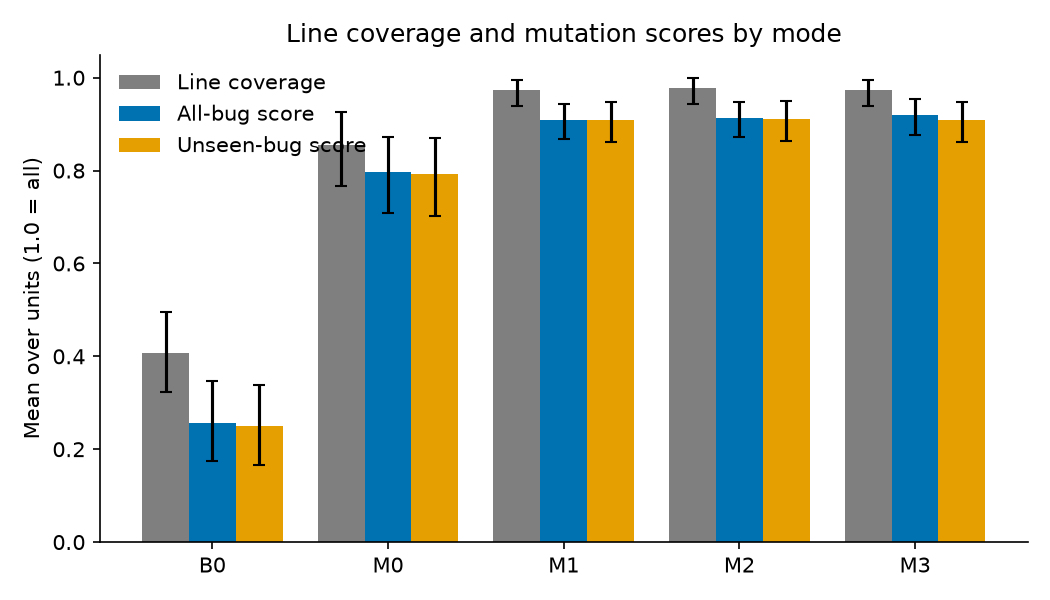 Line coverage and mutation scores by mode
Mean over units (1.0 = all)
1.0
0.8
0.6
0.4
0.2
0.0
Line coverage
All-bug score
Unseen-bug score
B0
M0
M1
M2
M3